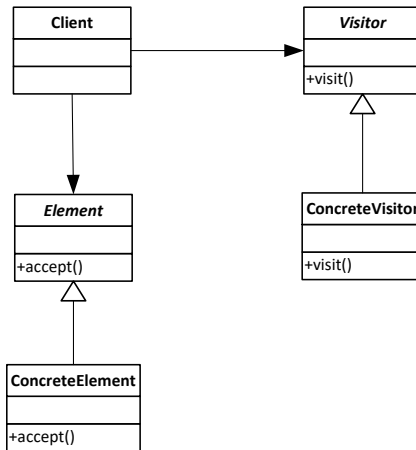 Client
Visitor
+visit()
Element
+accept()
ConcreteVisitor
+visit()
ConcreteElement
+accept()